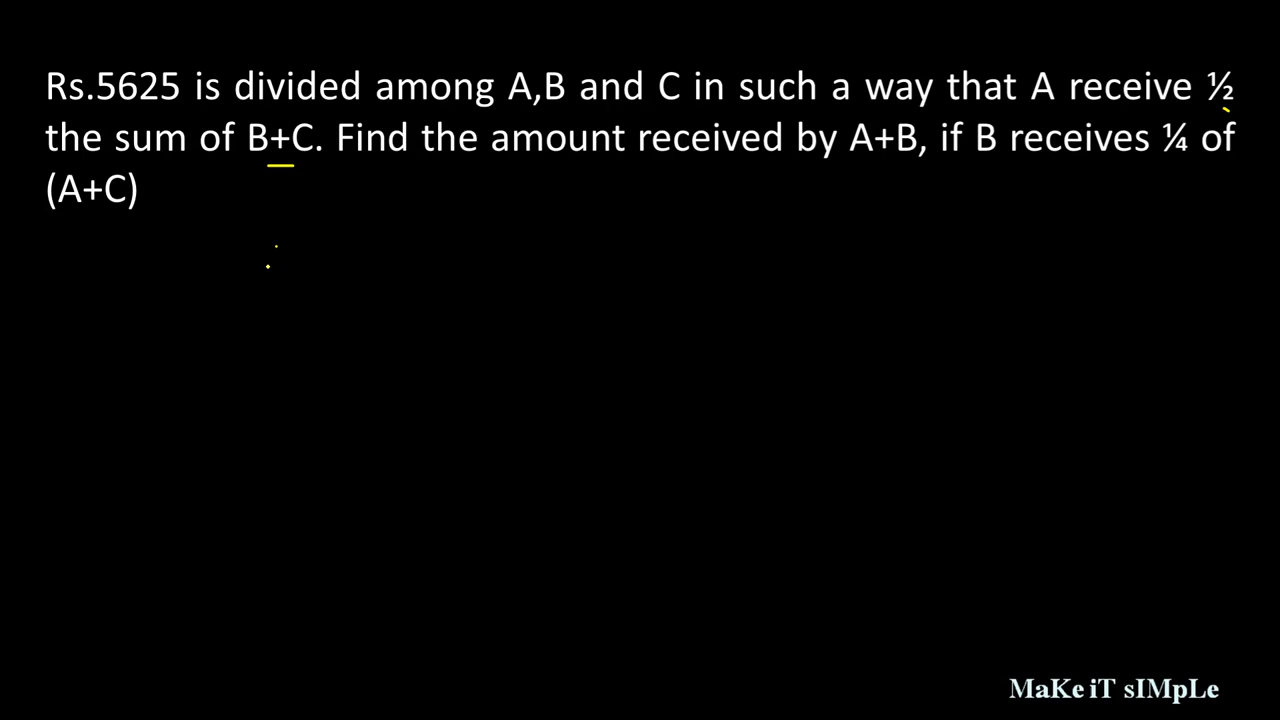 Rs.5625 is divided among A,B and C in such a way that A receive ½
the sum of B+C. Find the amount received by A+B, if B receives ¼ of
(A+C)
MaKe iT sIMpLe